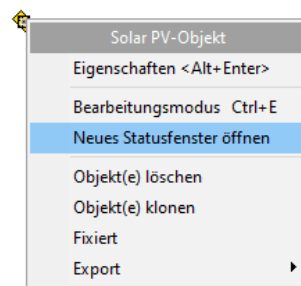 Solar PV-Objekt
Eigenschaften <Alt+Enter>
Bearbeitungsmodus Ctrl+E
Neues Statusfenster öffnen
Objekt(e) löschen
Objekt(e) klonen
Fixiert
Export